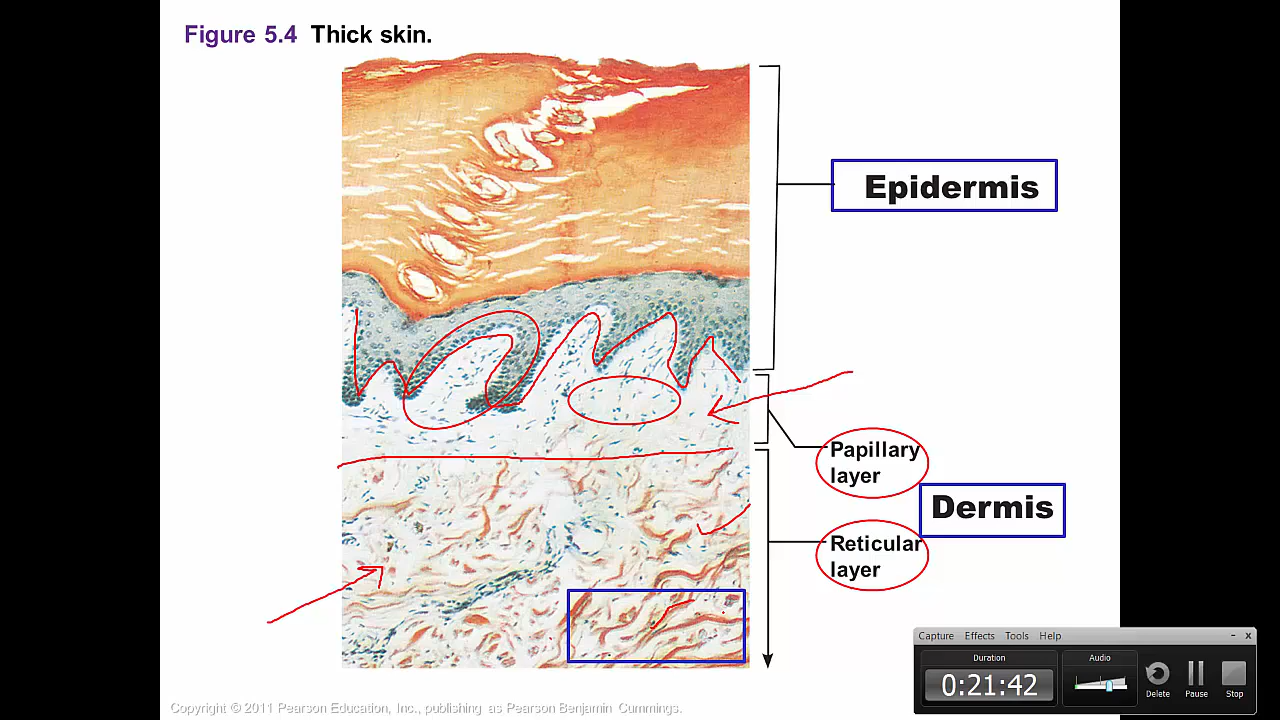 Figure 5.4 Thick skin.
Epidermis
Papillary
layer
Dermis
Reticular
layer
Capture Effects Tools Help
Duration
0:21:42
Audio
Delete
Pause
Stop
Copyright © 2011 Pearson Education, Inc., publishing as Pearson Benjamin Cummings.